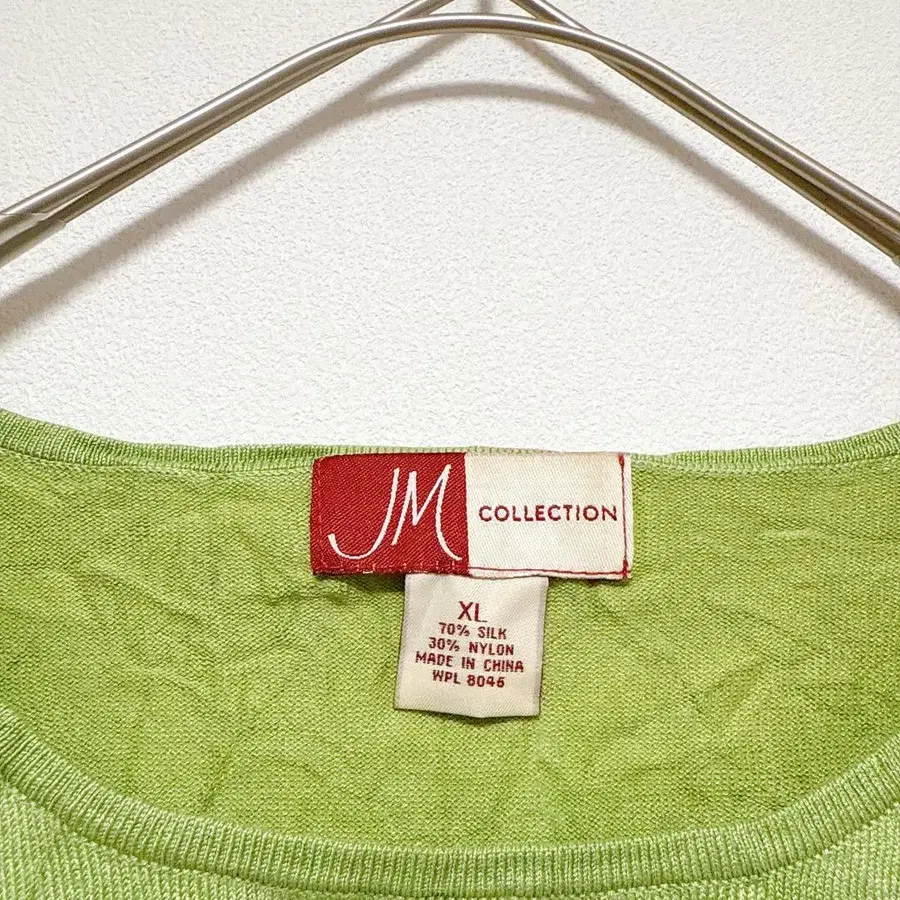 JM
COLLECTION
XL
70% SILK
30% NYLON
MADE IN CHINA
WPL 8046